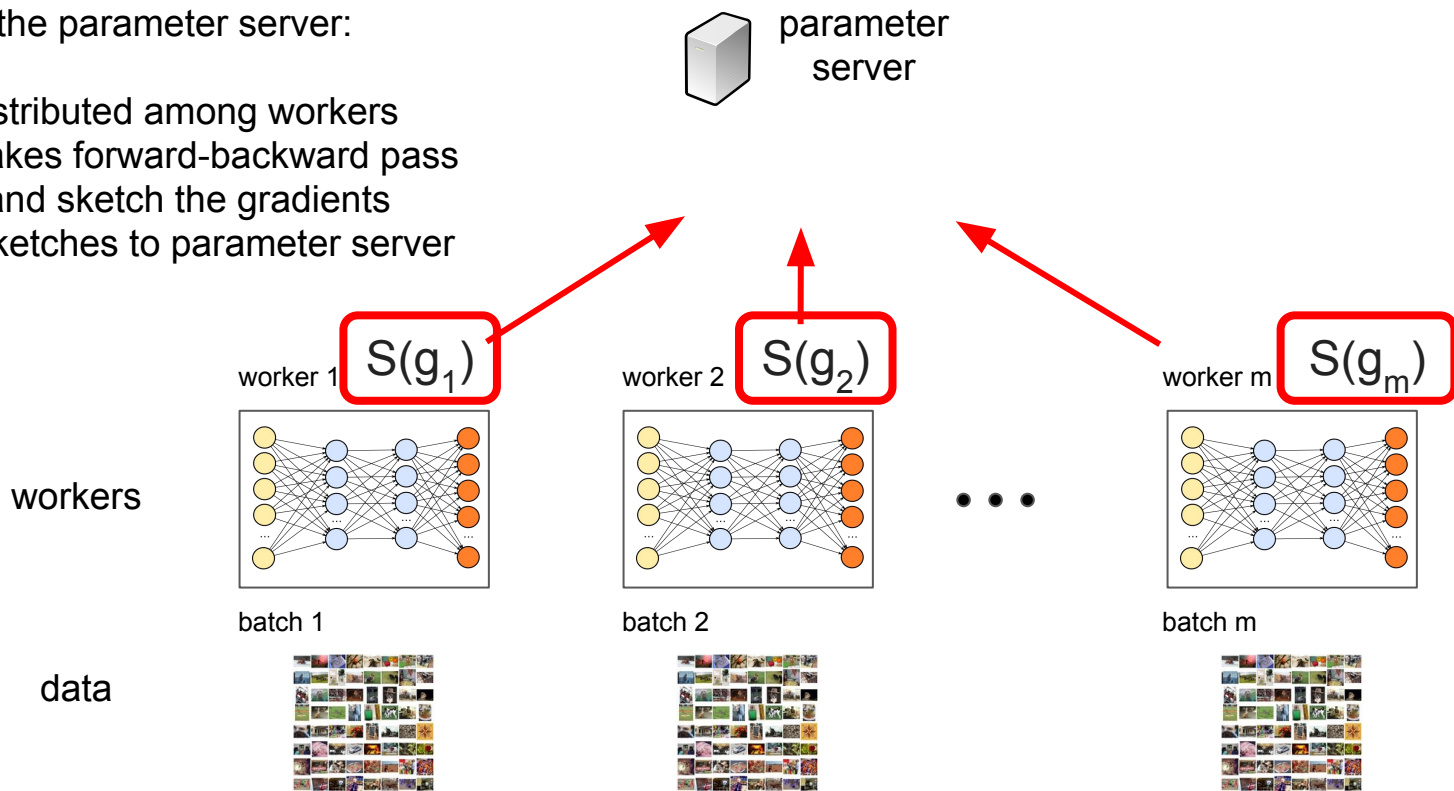 the parameter server:
parameter
server
stributed among workers
akes forward-backward pass
and sketch the gradients
ketches to parameter server
worker 1 S(g1)
worker 2 S(g2)
worker m S(gm)
workers
...
...
...
...
...
...
...
...
...
...
...
...
batch 1
batch 2
batch m
data